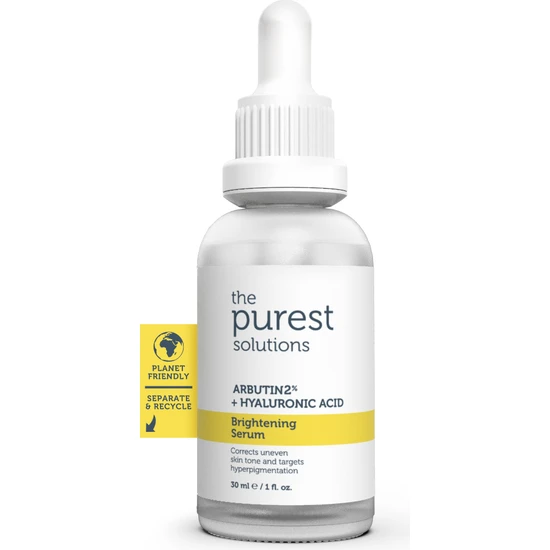 the
purest
solutions
ARBUTIN2%
+ HYALURONIC ACID
Brightening
Serum
Corrects uneven
skin tone and targets
hyperpigmentation
30 ml ℮ / 1 fl. oz.
PLANET
FRIENDLY
SEPARATE
& RECYCLE